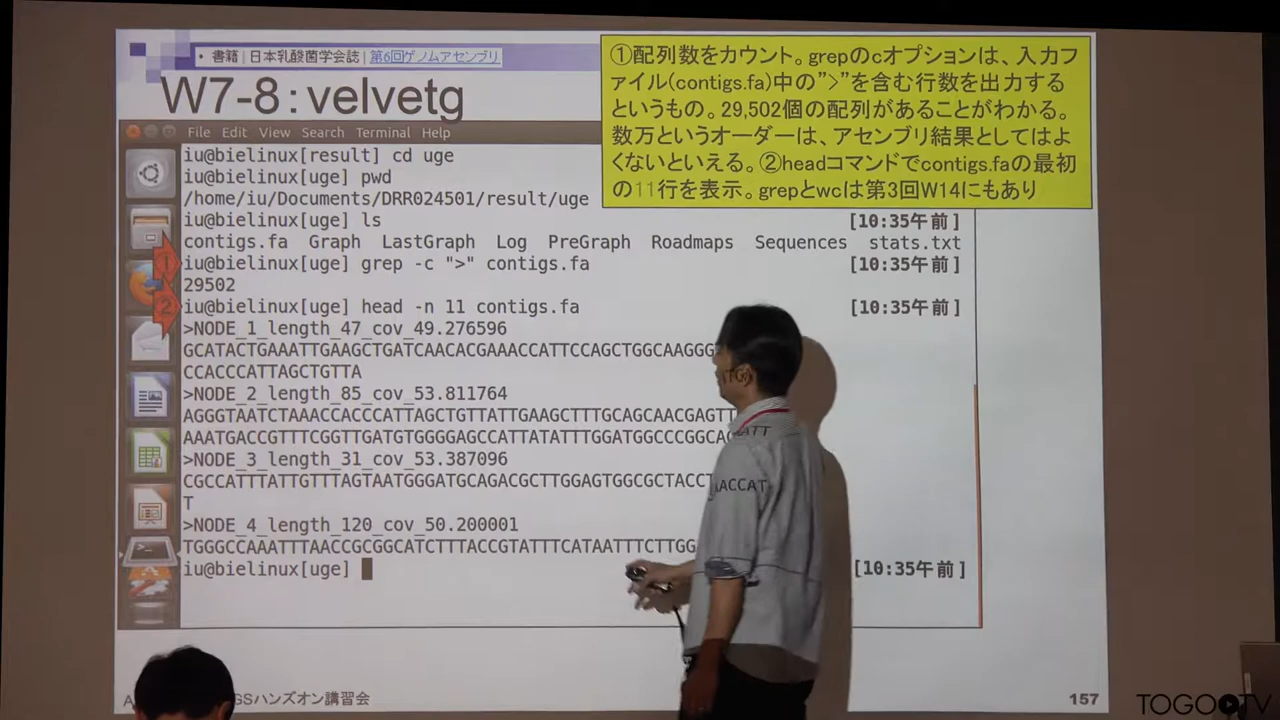 ・書籍 | 日本乳酸菌学会誌 | 第6回ゲノムアセンブリ
W7-8：velvetg
①配列数をカウント。grepのcオプションは、入力フ
ァイル(contigs.fa)中の”>”を含む行数を出力する
というもの。29,502個の配列があることがわかる。
数万というオーダーは、アセンブリ結果としてはよ
くないといえる。②headコマンドでcontigs.faの最初
の11行を表示。grepとwcは第3回W14にもあり
File Edit View Search Terminal Help
iu@bielinux[result] cd uge
iu@bielinux[uge] pwd
/home/iu/Documents/DRR024501/result/uge
iu@bielinux[uge] ls [10:35午前]
contigs.fa Graph LastGraph Log PreGraph Roadmaps Sequences stats.txt
① iu@bielinux[uge] grep -c ">" contigs.fa [10:35午前]
29502
② iu@bielinux[uge] head -n 11 contigs.fa [10:35午前]
>NODE_1_length_47_cov_49.276596
GCATACTGAAATTGAAGCTGATCAACACGAAACCATTCCAGCTGGCAAGGG
CCACCCATTAGCTGTTA
>NODE_2_length_85_cov_53.811764
AGGGTAATCTAAACCACCCATTAGCTGTTATTGAAGCTTTGCAGCAACGAGTT
AAATGACCGTTTCGGTTGATGTGGGGAGCCATTATATTTGGATGGCCCGGCA
>NODE_3_length_31_cov_53.387096
CGCCATTTATTGTTTAGTAATGGGATGCAGACGCTTGGAGTGGCGCTACCT
T
>NODE_4_length_120_cov_50.200001
TGGGCCAAATTTAACCGCGGCATCTTTACCGTATTTCATAATTTCTTGG
iu@bielinux[uge] [10:35午前]
GSハンズオン講習会
157
TOGOTV